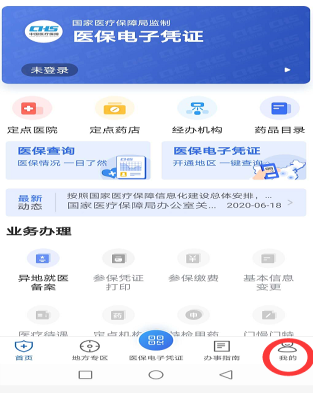 国家医疗保障局监制
CHS
中国医疗保障
医保电子凭证
未登录
定点医院 定点药店 经办机构 药品目录
医保查询 医保电子凭证
医保情况 一目了然 开通地区 一键查询
最新 按照国家医疗保障信息化建设总体安排，...
动态 国家医疗保障局办公室关... 2020-06-18
业务办理
异地就医 参保凭证 参保缴费 基本信息
备案 打印 变更
医疗待遇 定点机构 门慢门特
首页 地方专区 医保电子凭证 办事指南 我的